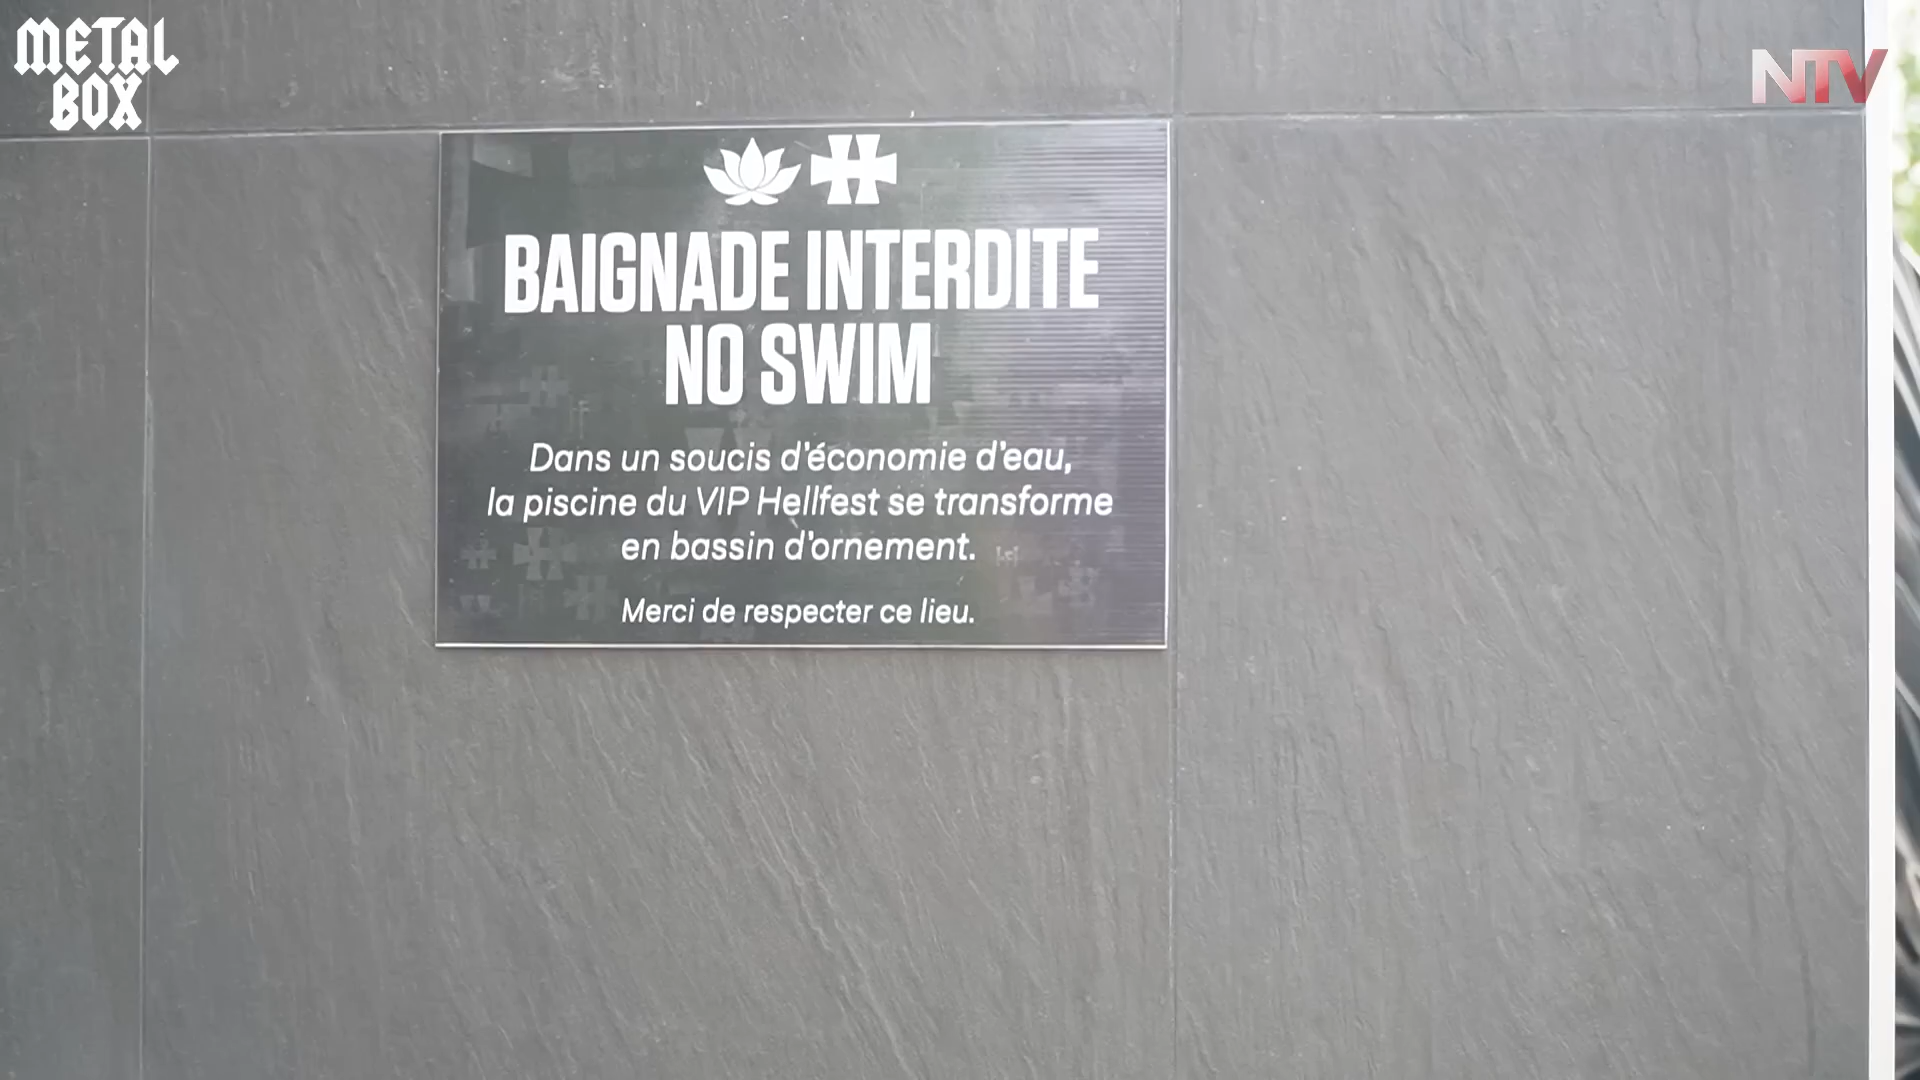 METAL
BOX
NTV
BAIGNADE INTERDITE
NO SWIM
Dans un soucis d'économie d'eau,
la piscine du VIP Hellfest se transforme
en bassin d'ornement.
Merci de respecter ce lieu.